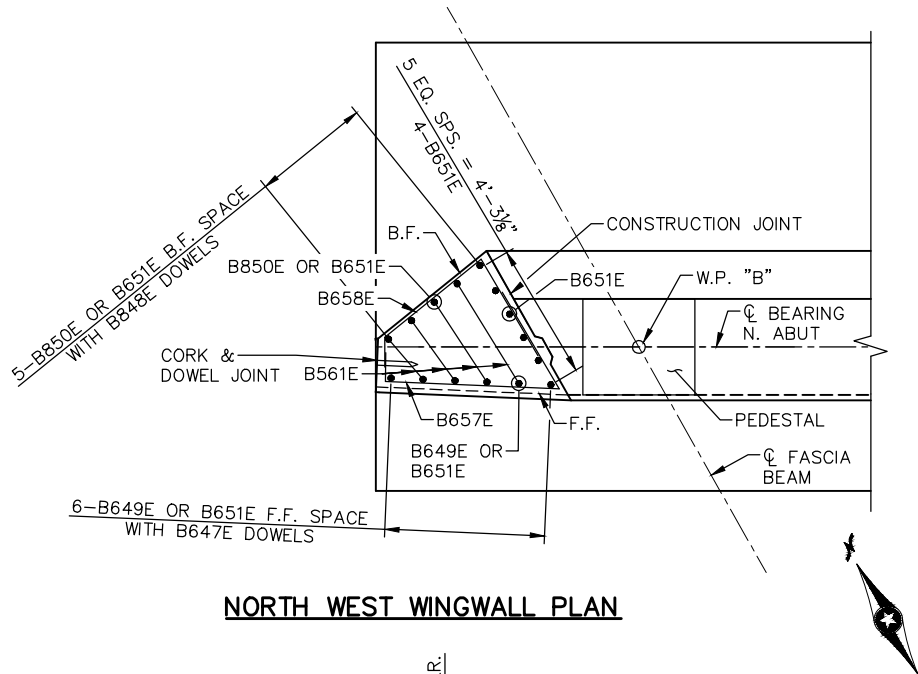 5 EQ. SPS. = 4'-3⅛"
4-B651E
5-B850E OR B651E B.F. SPACE
WITH B848E DOWELS
B.F.
CONSTRUCTION JOINT
B850E OR B651E
B651E
W.P. "B"
B658E
℄ BEARING
N. ABUT
CORK &
DOWEL JOINT
B561E
B657E
F.F.
PEDESTAL
B649E OR
B651E
℄ FASCIA
BEAM
6-B649E OR B651E F.F. SPACE
WITH B647E DOWELS
NORTH WEST WINGWALL PLAN
N
R.